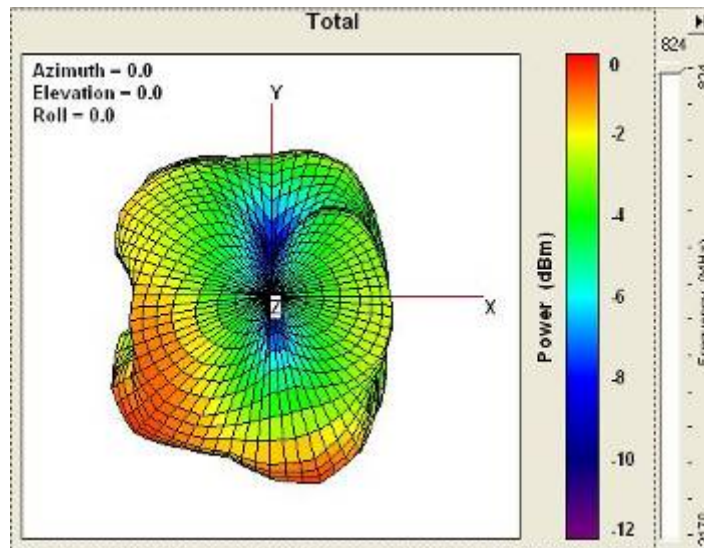 Total
Azimuth = 0.0
Elevation = 0.0
Roll = 0.0
Y
X
Z
0
-2
-4
-6
-8
-10
-12
Power (dBm)
824